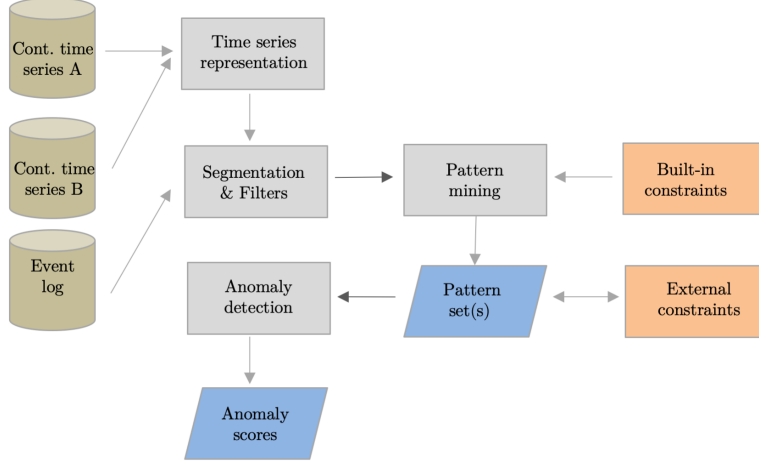 Cont. time
series A
Time series
representation
Cont. time
series B
Segmentation
& Filters
Pattern
mining
Built-in
constraints
Event
log
Anomaly
detection
Pattern
set(s)
External
constraints
Anomaly
scores